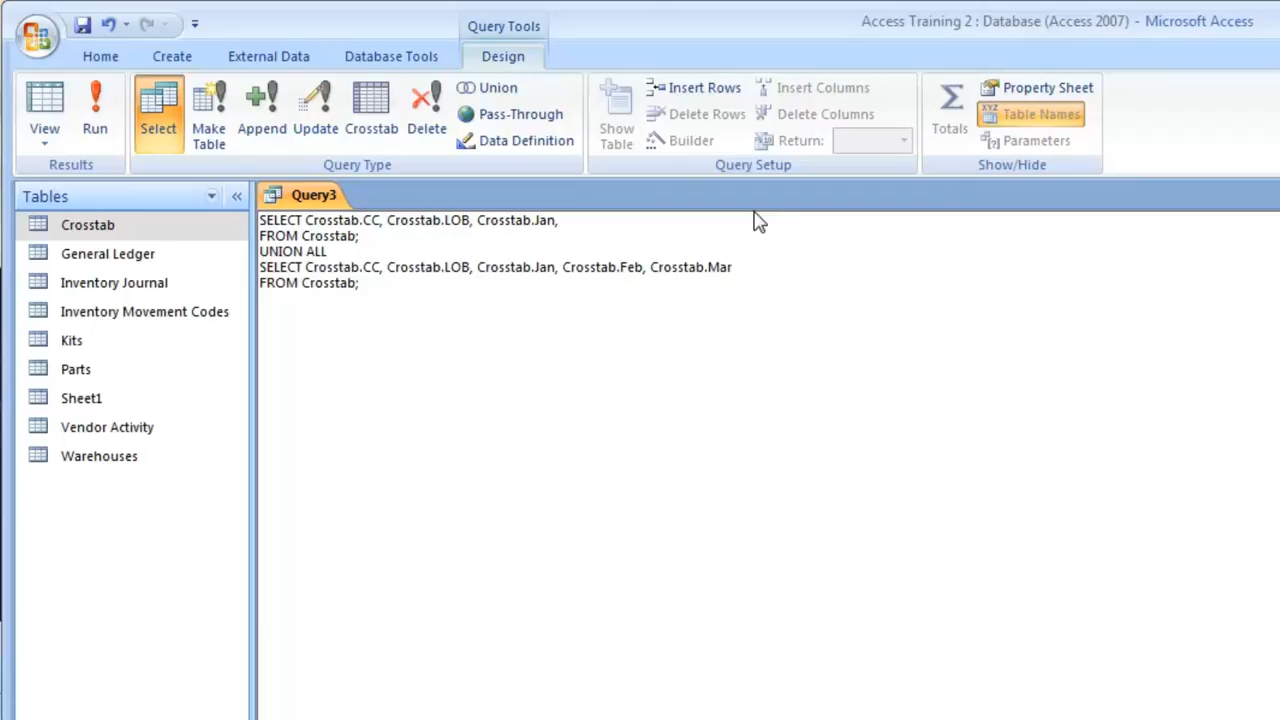 Query Tools
Access Training 2 : Database (Access 2007) - Microsoft Access
Home
Create
External Data
Database Tools
Design
View
Run
Results
Select
Make
Table
Append
Update
Crosstab
Delete
Union
Pass-Through
Data Definition
Query Type
Show
Table
Insert Rows
Delete Rows
Builder
Insert Columns
Delete Columns
Return:
Query Setup
Σ
Totals
Property Sheet
XYZ
Table Names
[?]
Parameters
Show/Hide
Tables
Crosstab
General Ledger
Inventory Journal
Inventory Movement Codes
Kits
Parts
Sheet1
Vendor Activity
Warehouses
Query3
SELECT Crosstab.CC, Crosstab.LOB, Crosstab.Jan,
FROM Crosstab;
UNION ALL
SELECT Crosstab.CC, Crosstab.LOB, Crosstab.Jan, Crosstab.Feb, Crosstab.Mar
FROM Crosstab;